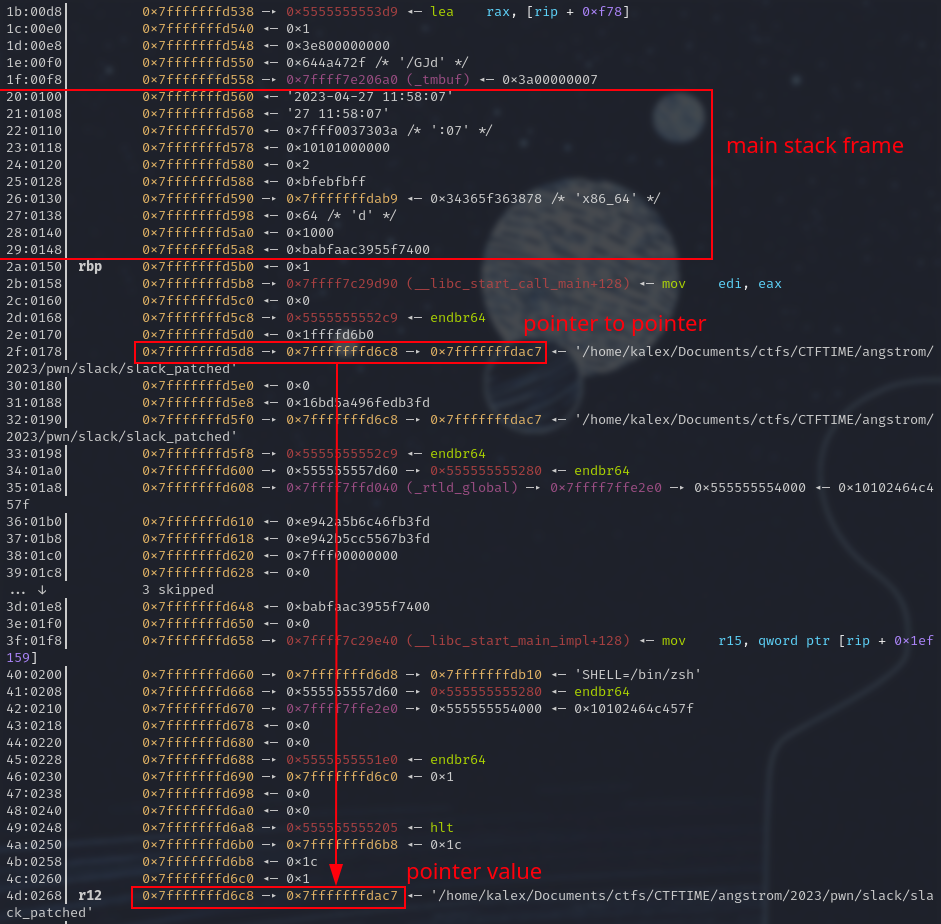 1b:00d8│ 0×7fffffffd538 —▸ 0×5555555553d9 ◂— lea rax, [rip + 0×f78]
1c:00e0│ 0×7fffffffd540 ◂— 0×1
1d:00e8│ 0×7fffffffd548 ◂— 0×3e800000000
1e:00f0│ 0×7fffffffd550 ◂— 0×644a472f /* '/GJd' */
1f:00f8│ 0×7fffffffd558 —▸ 0×7ffff7e206a0 (_tmbuf) ◂— 0×3a00000007
20:0100│ 0×7fffffffd560 ◂— '2023-04-27 11:58:07'
21:0108│ 0×7fffffffd568 ◂— '27 11:58:07'
22:0110│ 0×7fffffffd570 ◂— 0×7fff0037303a /* ':07' */
23:0118│ 0×7fffffffd578 ◂— 0×10101000000
main stack frame
24:0120│ 0×7fffffffd580 ◂— 0×2
25:0128│ 0×7fffffffd588 ◂— 0×bfebfbff
26:0130│ 0×7fffffffd590 —▸ 0×7fffffffdab9 ◂— 0×34365f363878 /* 'x86_64' */
27:0138│ 0×7fffffffd598 ◂— 0×64 /* 'd' */
28:0140│ 0×7fffffffd5a0 ◂— 0×1000
29:0148│ 0×7fffffffd5a8 ◂— 0×babfaac3955f7400
2a:0150│ rbp 0×7fffffffd5b0 ◂— 0×1
2b:0158│ 0×7fffffffd5b8 —▸ 0×7ffff7c29d90 (__libc_start_call_main+128) ◂— mov edi, eax
2c:0160│ 0×7fffffffd5c0 ◂— 0×0
2d:0168│ 0×7fffffffd5c8 —▸ 0×5555555552c9 ◂— endbr64
pointer to pointer
2e:0170│ 0×7fffffffd5d0 ◂— 0×1ffffd6b0
2f:0178│ 0×7fffffffd5d8 —▸ 0×7fffffffd6c8 —▸ 0×7fffffffdac7 ◂— '/home/kalex/Documents/ctfs/CTFTIME/angstrom/
2023/pwn/slack/slack_patched'
30:0180│ 0×7fffffffd5e0 ◂— 0×0
31:0188│ 0×7fffffffd5e8 ◂— 0×16bd5a496fedb3fd
32:0190│ 0×7fffffffd5f0 —▸ 0×7fffffffd6c8 —▸ 0×7fffffffdac7 ◂— '/home/kalex/Documents/ctfs/CTFTIME/angstrom/
2023/pwn/slack/slack_patched'
33:0198│ 0×7fffffffd5f8 —▸ 0×5555555552c9 ◂— endbr64
34:01a0│ 0×7fffffffd600 —▸ 0×555555557d60 —▸ 0×555555555280 ◂— endbr64
35:01a8│ 0×7fffffffd608 —▸ 0×7ffff7ffd040 (_rtld_global) —▸ 0×7ffff7ffe2e0 —▸ 0×555555554000 ◂— 0×10102464c4
57f
36:01b0│ 0×7fffffffd610 ◂— 0×e942a5b6c46fb3fd
37:01b8│ 0×7fffffffd618 ◂— 0×e942b5cc5567b3fd
38:01c0│ 0×7fffffffd620 ◂— 0×7fff00000000
39:01c8│ 0×7fffffffd628 ◂— 0×0
... ↓ 3 skipped
3d:01e8│ 0×7fffffffd648 ◂— 0×babfaac3955f7400
3e:01f0│ 0×7fffffffd650 ◂— 0×0
3f:01f8│ 0×7fffffffd658 —▸ 0×7ffff7c29e40 (__libc_start_main_impl+128) ◂— mov r15, qword ptr [rip + 0×1ef
159]
40:0200│ 0×7fffffffd660 —▸ 0×7fffffffd6d8 —▸ 0×7fffffffdb10 ◂— 'SHELL=/bin/zsh'
41:0208│ 0×7fffffffd668 —▸ 0×555555557d60 —▸ 0×555555555280 ◂— endbr64
42:0210│ 0×7fffffffd670 —▸ 0×7ffff7ffe2e0 —▸ 0×555555554000 ◂— 0×10102464c457f
43:0218│ 0×7fffffffd678 ◂— 0×0
44:0220│ 0×7fffffffd680 ◂— 0×0
45:0228│ 0×7fffffffd688 —▸ 0×5555555551e0 ◂— endbr64
46:0230│ 0×7fffffffd690 —▸ 0×7fffffffd6c0 ◂— 0×1
47:0238│ 0×7fffffffd698 ◂— 0×0
48:0240│ 0×7fffffffd6a0 ◂— 0×0
49:0248│ 0×7fffffffd6a8 —▸ 0×555555555205 ◂— hlt
4a:0250│ 0×7fffffffd6b0 —▸ 0×7fffffffd6b8 ◂— 0×1c
4b:0258│ 0×7fffffffd6b8 ◂— 0×1c
pointer value
4c:0260│ 0×7fffffffd6c0 ◂— 0×1
4d:0268│ r12 0×7fffffffd6c8 —▸ 0×7fffffffdac7 ◂— '/home/kalex/Documents/ctfs/CTFTIME/angstrom/2023/pwn/slack/sla
ck_patched'